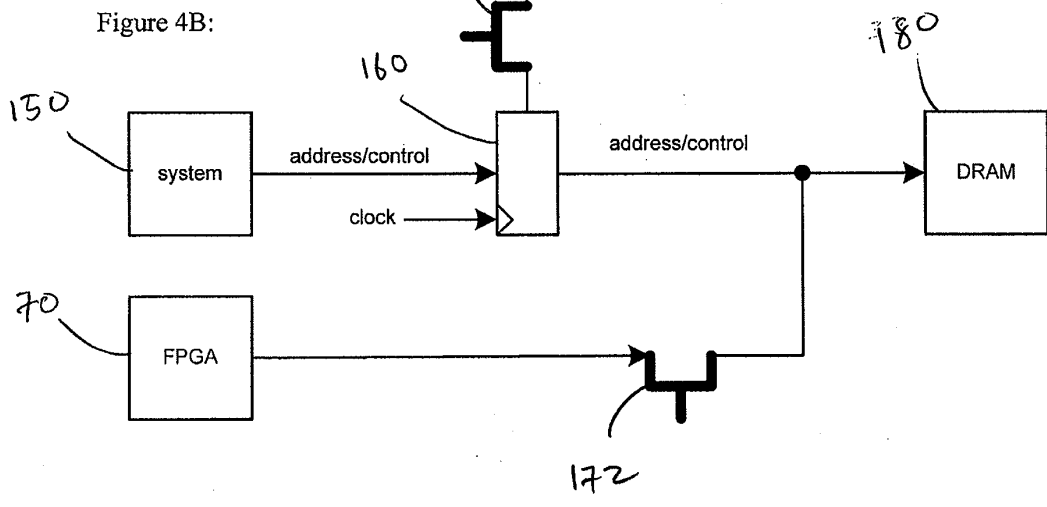 Figure 4B:
180
160
150
address/control
address/control
system
DRAM
clock
70
FPGA
172